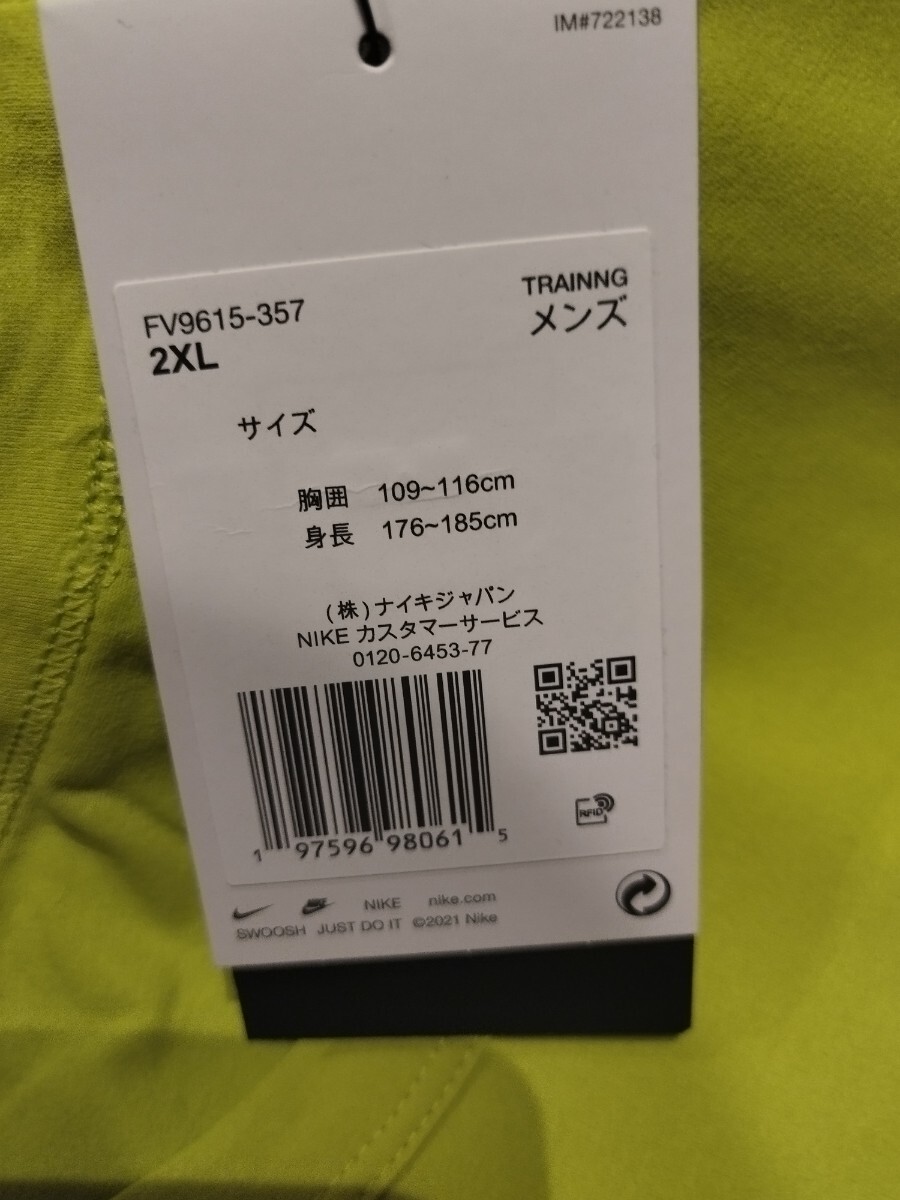 IM#722138
FV9615-357
TRAINNG
2XL
メンズ
サイズ
胸囲 109~116cm
身長 176~185cm
(株)ナイキジャパン
NIKE カスタマーサービス
0120-6453-77
1 97596 98061 5
RFID
NIKE nike.com
SWOOSH JUST DO IT ©2021 Nike